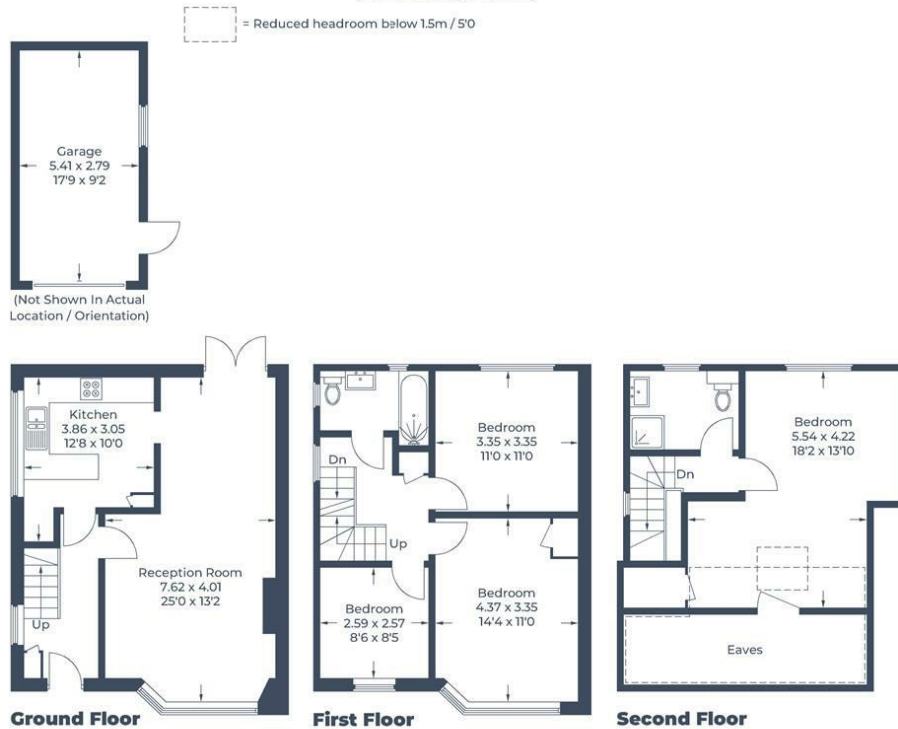 = Reduced headroom below 1.5m / 5'0
Garage
5.41 x 2.79
17'9 x 9'2
(Not Shown In Actual
Location / Orientation)
Kitchen
3.86 x 3.05
12'8 x 10'0
Reception Room
7.62 x 4.01
25'0 x 13'2
Up
Ground Floor
Dn
Up
Bedroom
3.35 x 3.35
11'0 x 11'0
Bedroom
2.59 x 2.57
8'6 x 8'5
Bedroom
4.37 x 3.35
14'4 x 11'0
First Floor
Dn
Bedroom
5.54 x 4.22
18'2 x 13'10
Eaves
Second Floor